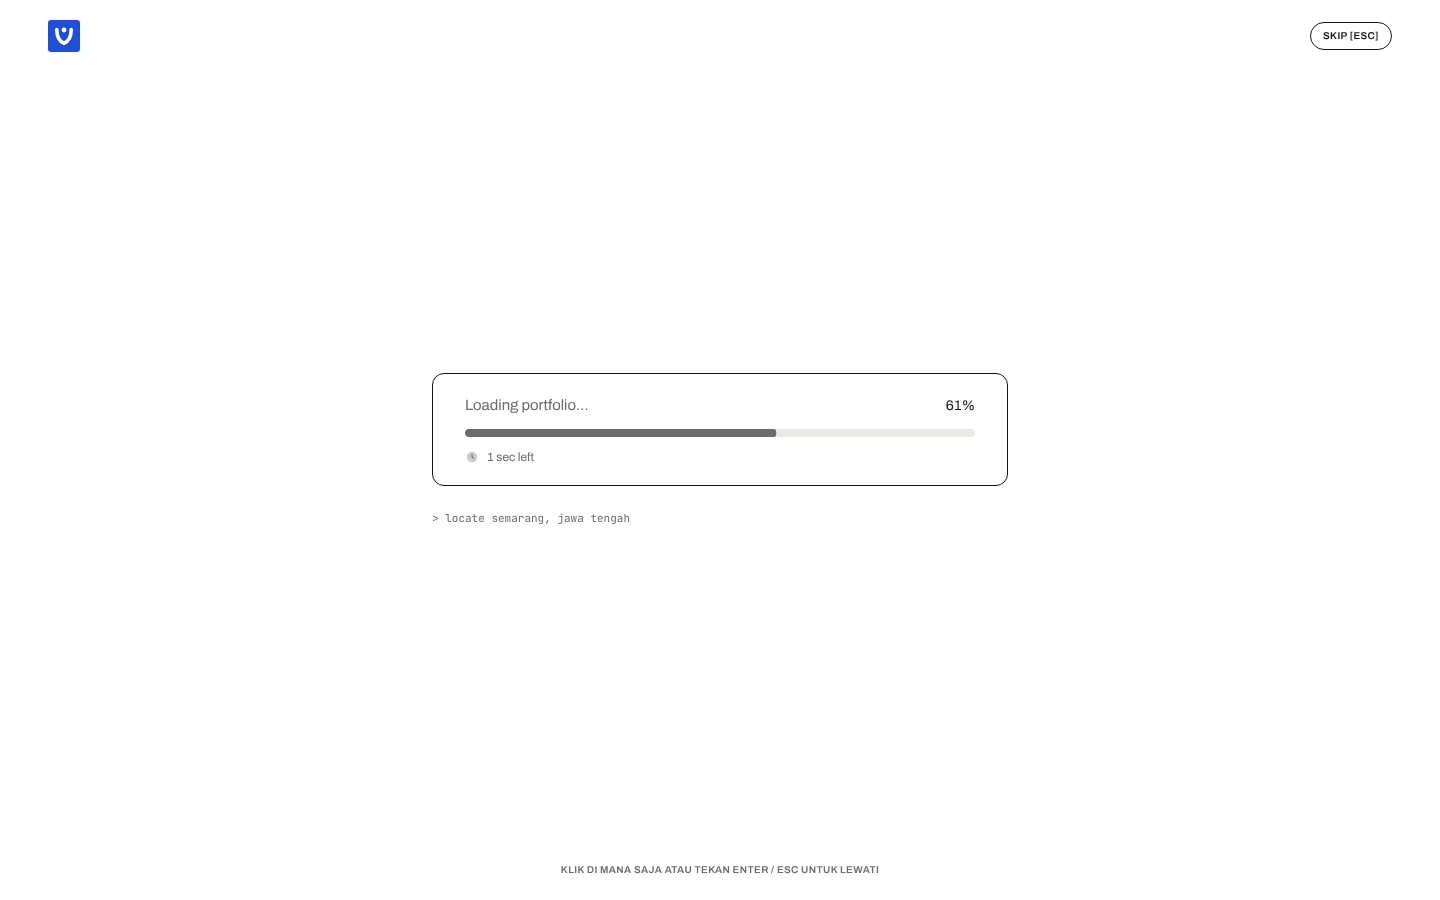 SKIP [ESC]
Loading portfolio...
61%
1 sec left
> locate semarang, jawa tengah
KLIK DI MANA SAJA ATAU TEKAN ENTER / ESC UNTUK LEWATI